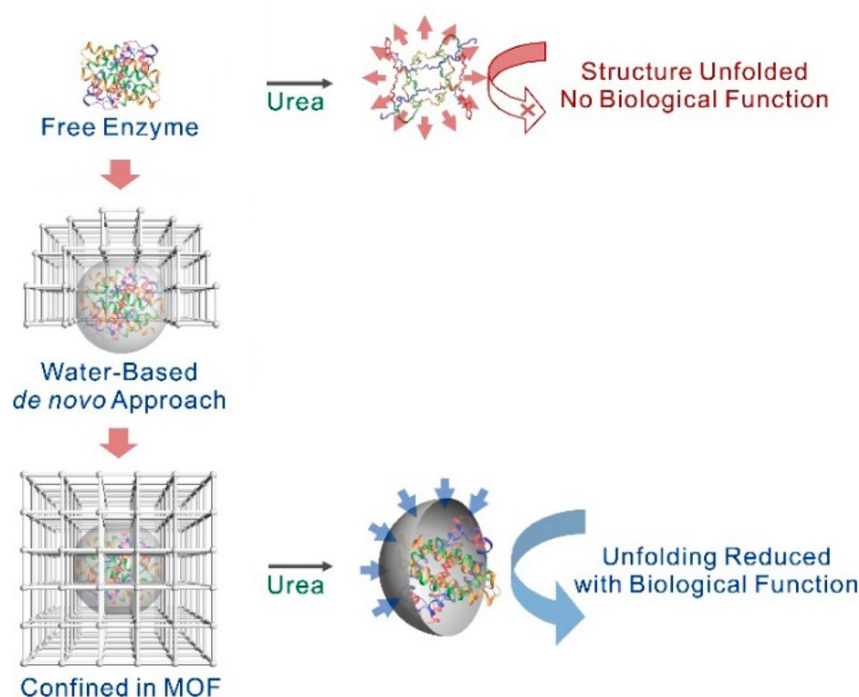 Free Enzyme
Urea
Structure Unfolded
No Biological Function
Water-Based
de novo Approach
Confined in MOF
Urea
Unfolding Reduced
with Biological Function